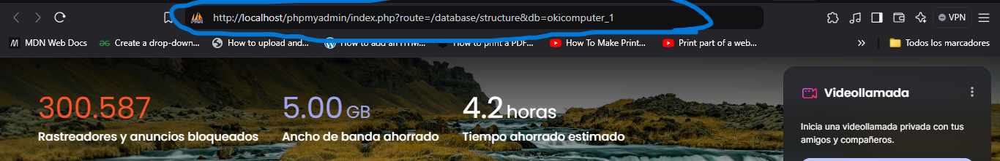 http://localhost/phpmyadmin/index.php?route=/database/structure&db=okicomputer_1
VPN
MDN Web Docs
Create a drop-down...
How to upload and...
How to add an HTM...
How to print a PDF...
How To Make Print...
Print part of a web...
»
Todos los marcadores
300.587
Rastreadores y anuncios bloqueados
5.00 GB
Ancho de banda ahorrado
4.2 horas
Tiempo ahorrado estimado
Videollamada
Inicia una videollamada privada con tus
amigos y compañeros.